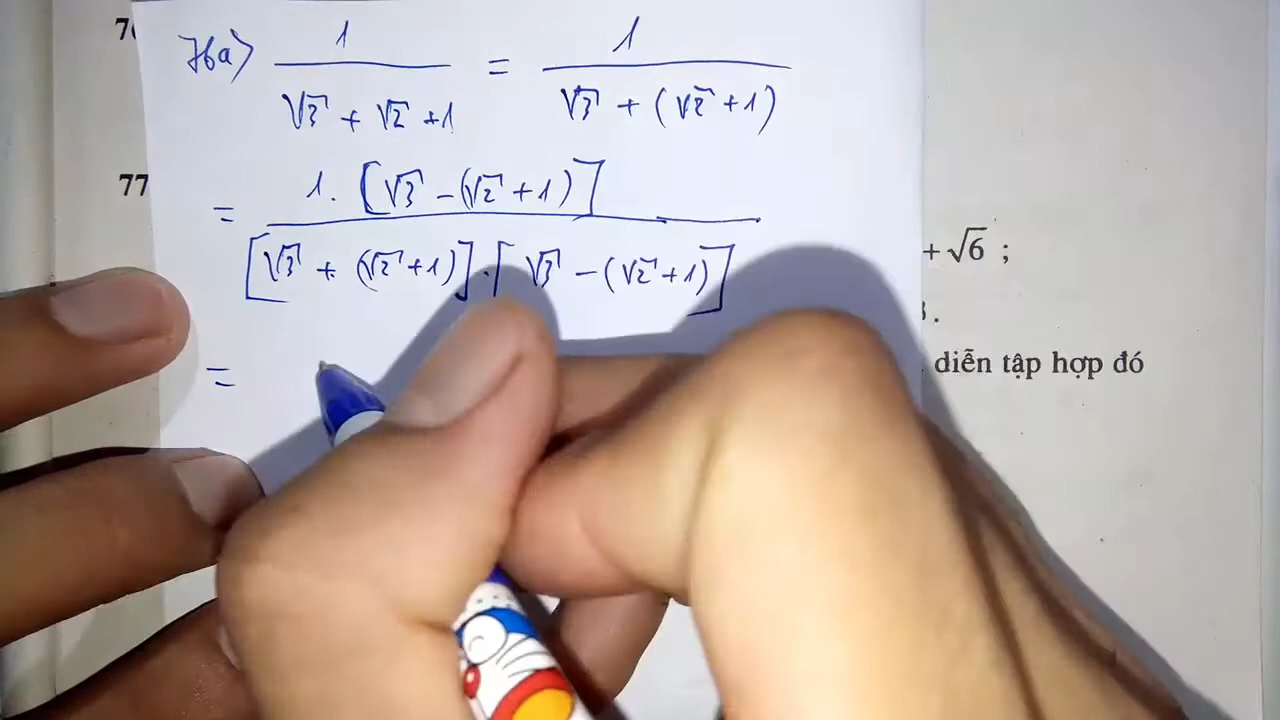 76a) 1/(√3 + √2 + 1) = 1/(√3 + (√2 + 1))
= 1.[√3 - (√2 + 1)]/([√3 + (√2 + 1)].[√3 - (√2 + 1)])
=
77
+ √6 ;
.
diễn tập hợp đó